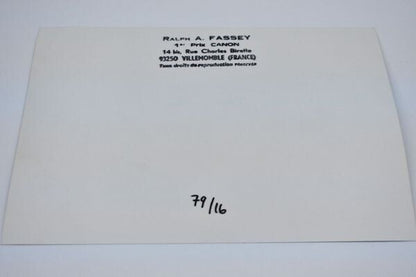 RALPH A. FASSEY
1er Prix CANON
14 bis, Rue Charles Biratte
93250 VILLEMOMBLE (FRANCE)
Tous droits de reproduction réservés
79/16